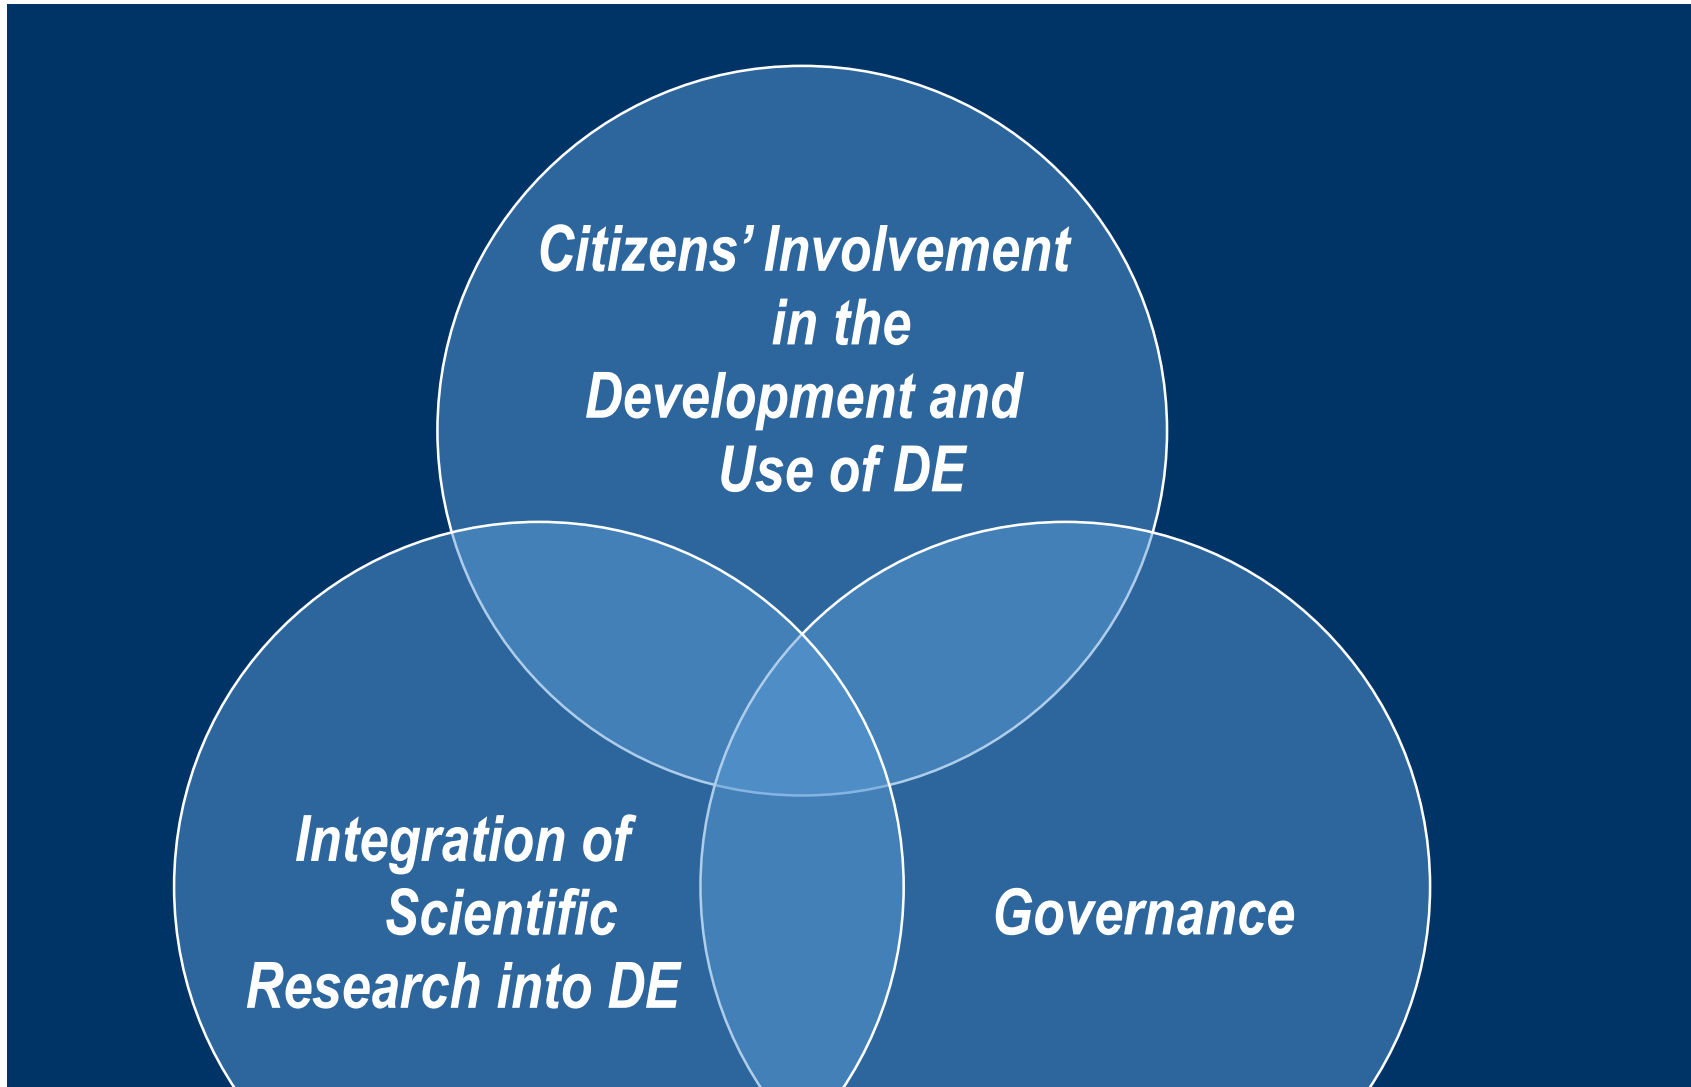 Citizens’ Involvement
in the
Development and
Use of DE
Integration of
Scientific
Research into DE
Governance